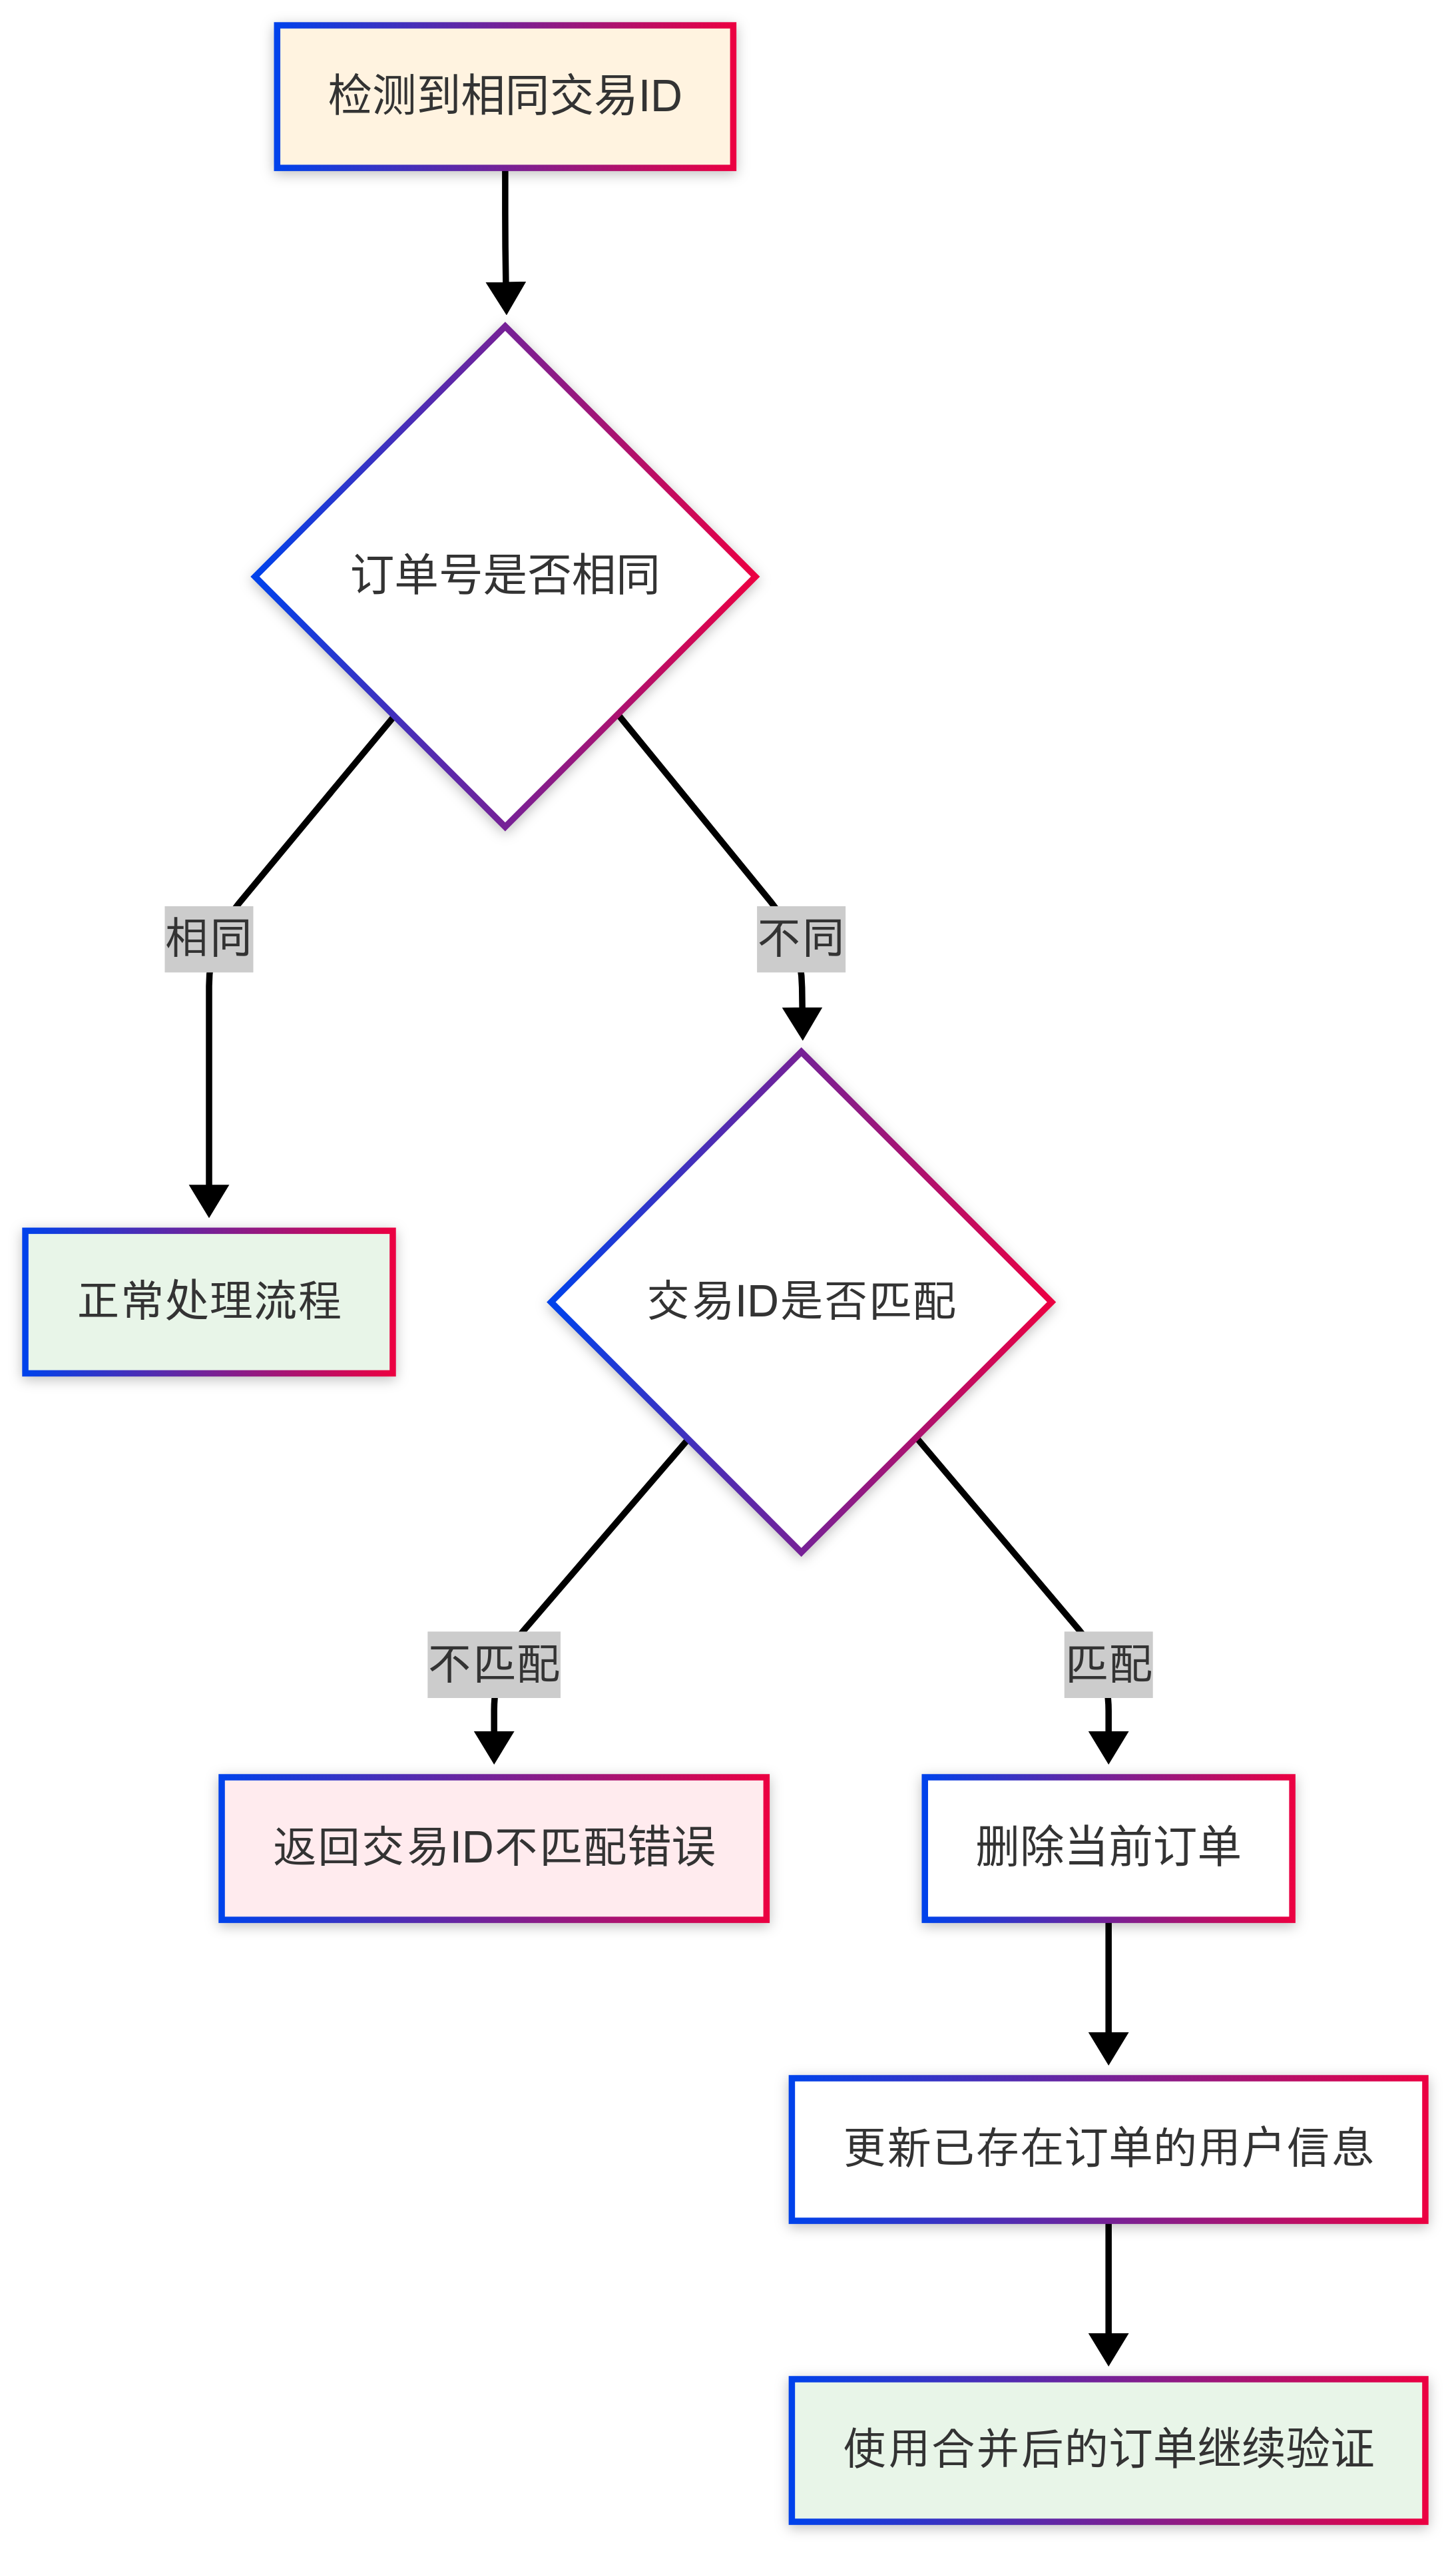 检测到相同交易ID
订单号是否相同
相同
不同
正常处理流程
交易ID是否匹配
不匹配
匹配
返回交易ID不匹配错误
删除当前订单
更新已存在订单的用户信息
使用合并后的订单继续验证